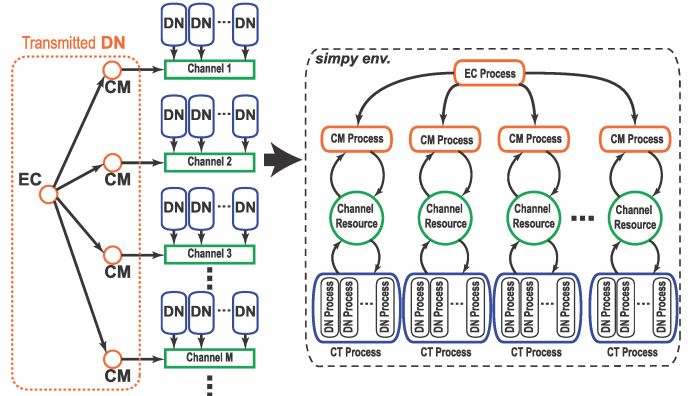 Transmitted DN
EC
CM
CM
CM
CM
DN DN ··· DN
Channel 1
DN DN ··· DN
Channel 2
DN DN ··· DN
Channel 3
DN DN ··· DN
Channel M
simpy env.
EC Process
CM Process CM Process CM Process CM Process
Channel Resource
Channel Resource
Channel Resource
Channel Resource
DN Process DN Process ··· DN Process
DN Process DN Process ··· DN Process
DN Process DN Process ··· DN Process
DN Process DN Process ··· DN Process
CT Process CT Process CT Process CT Process